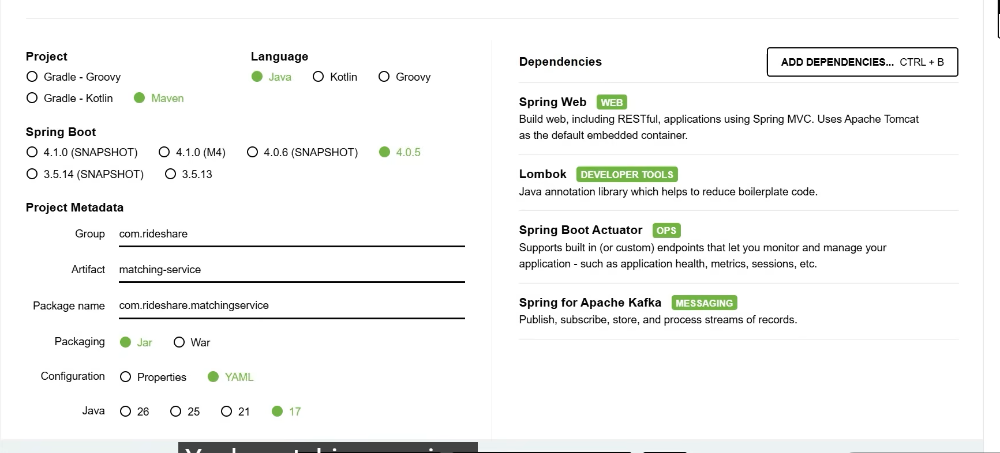 Project
Gradle - Groovy
Gradle - Kotlin Maven
Language
Java Kotlin Groovy
Spring Boot
4.1.0 (SNAPSHOT) 4.1.0 (M4) 4.0.6 (SNAPSHOT) 4.0.5
3.5.14 (SNAPSHOT) 3.5.13
Project Metadata
Group com.rideshare
Artifact matching-service
Package name com.rideshare.matchingservice
Packaging Jar War
Configuration Properties YAML
Java 26 25 21 17
Dependencies ADD DEPENDENCIES... CTRL + B
Spring Web WEB
Build web, including RESTful, applications using Spring MVC. Uses Apache Tomcat
as the default embedded container.
Lombok DEVELOPER TOOLS
Java annotation library which helps to reduce boilerplate code.
Spring Boot Actuator OPS
Supports built in (or custom) endpoints that let you monitor and manage your
application - such as application health, metrics, sessions, etc.
Spring for Apache Kafka MESSAGING
Publish, subscribe, store, and process streams of records.